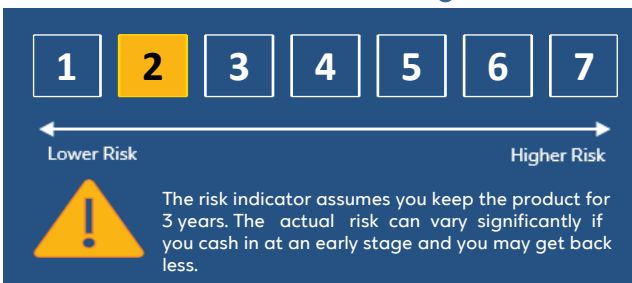 1 2 3 4 5 6 7
Lower Risk Higher Risk
!
The risk indicator assumes you keep the product for
3 years. The actual risk can vary significantly if
you cash in at an early stage and you may get back
less.